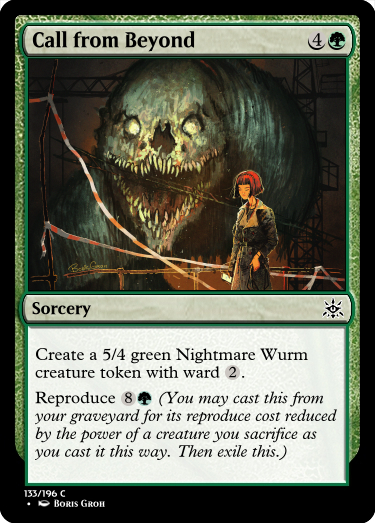 Call from Beyond 4
Sorcery
Create a 5/4 green Nightmare Wurm
creature token with ward 2.
Reproduce 8 (You may cast this from
your graveyard for its reproduce cost reduced
by the power of a creature you sacrifice as
you cast it this way. Then exile this.)
133/196 C
• Boris Groh